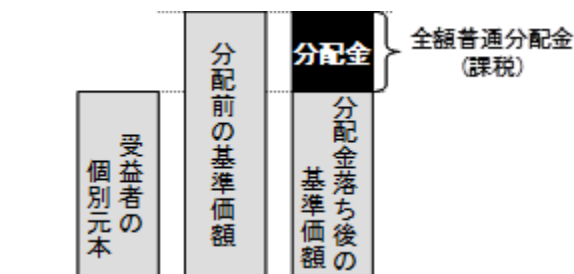 受益者の
個別元本
分配前の基準価額
分配金
分配金落ち後の
基準価額
全額普通分配金
(課税)